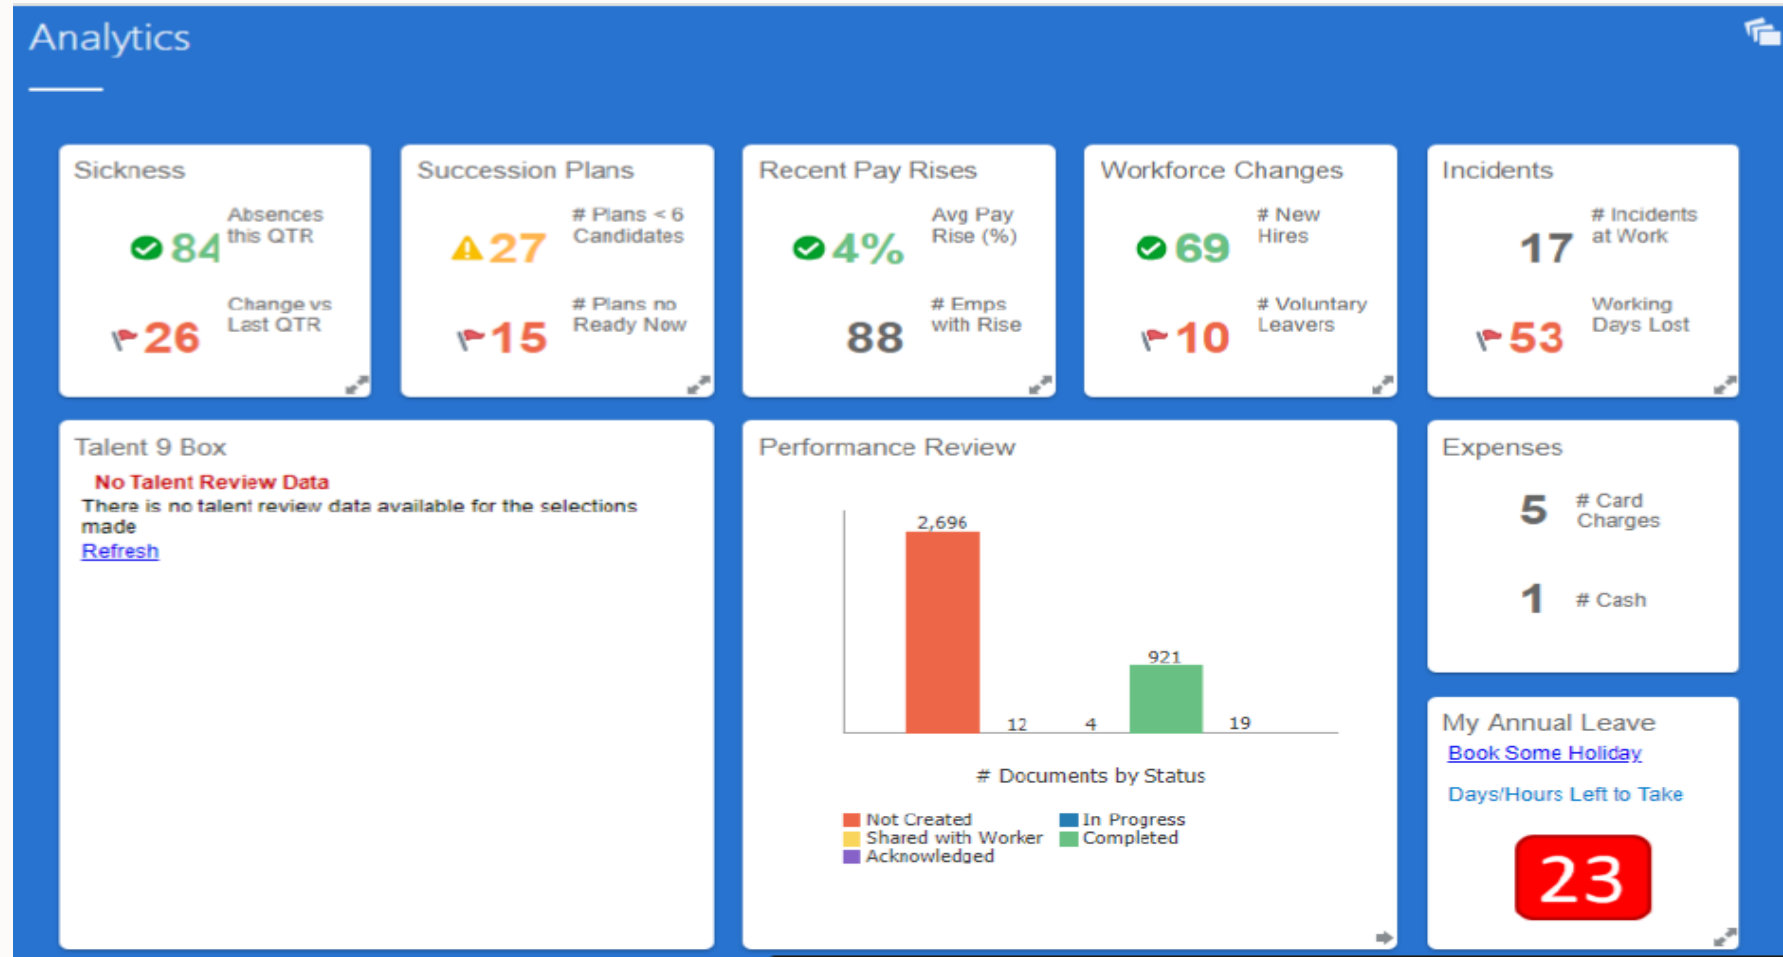 Analytics
Sickness
84
Absences
this QTR
26
Change vs
Last QTR
Succession Plans
27
# Plans < 6
Candidates
15
# Plans no
Ready Now
Recent Pay Rises
4%
Avg Pay
Rise (%)
88
# Emps
with Rise
Workforce Changes
69
# New
Hires
10
# Voluntary
Leavers
Incidents
17
# Incidents
at Work
53
Working
Days Lost
Talent 9 Box
No Talent Review Data
There is no talent review data available for the selections
made
Refresh
Performance Review
2,696
12
4
921
19
# Documents by Status
Not Created
In Progress
Shared with Worker
Completed
Acknowledged
Expenses
5
# Card
Charges
1
# Cash
My Annual Leave
Book Some Holiday
Days/Hours Left to Take
23